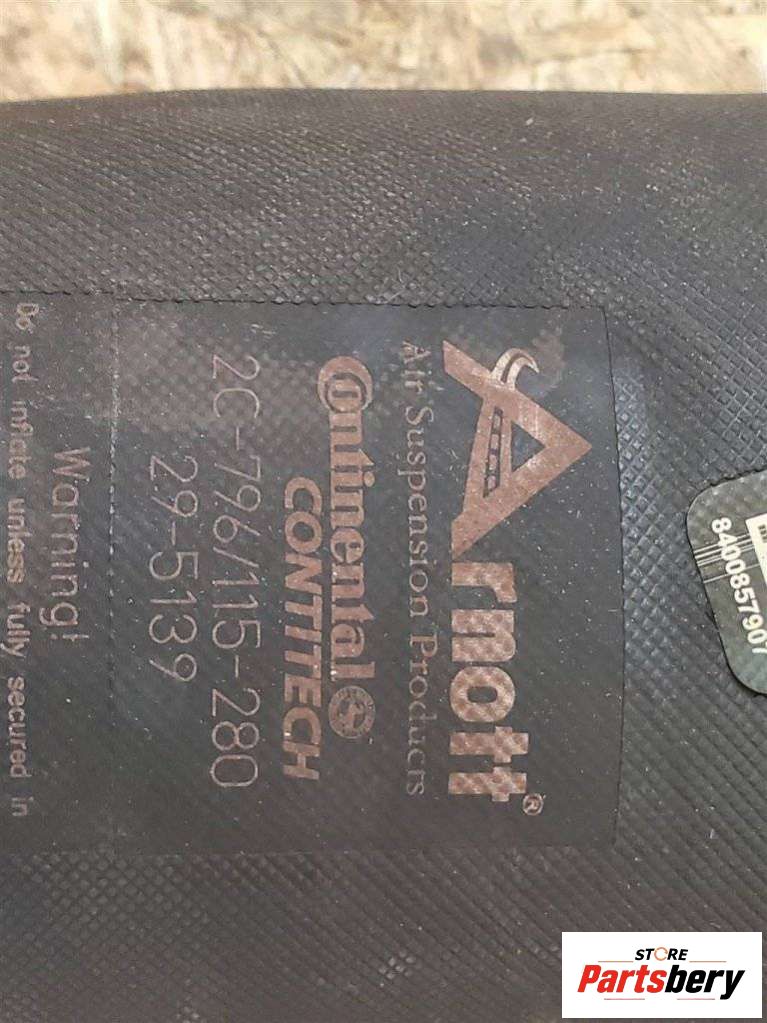 Arnott®
Air Suspension Products
Continental
CONTITECH
2C-796/115-280
29-5139
Warning!
Do not inflate unless fully secured in
8400857907
STORE
Partsbery